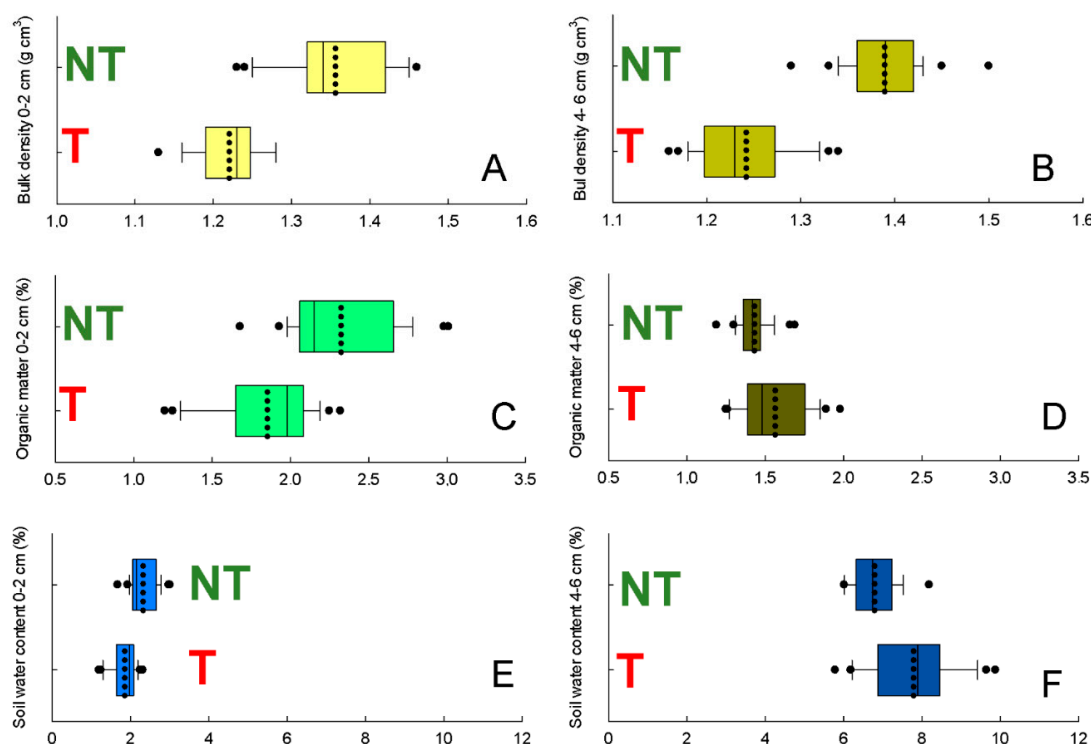 Bulk density 0-2 cm (g cm³)
NT
T
A
1.0 1.1 1.2 1.3 1.4 1.5 1.6
Bul density 4- 6 cm (g cm³)
NT
T
B
1.1 1.2 1.3 1.4 1.5 1.6
Organic matter 0-2 cm (%)
NT
T
C
0.5 1.0 1.5 2.0 2.5 3.0 3.5
Organic matter 4-6 cm (%)
NT
T
D
0.5 1.0 1.5 2.0 2.5 3.0 3.5
Soil water content 0-2 cm (%)
NT
T
E
0 2 4 6 8 10 12
Soil water content 4-6 cm (%)
NT
T
F
0 2 4 6 8 10 12